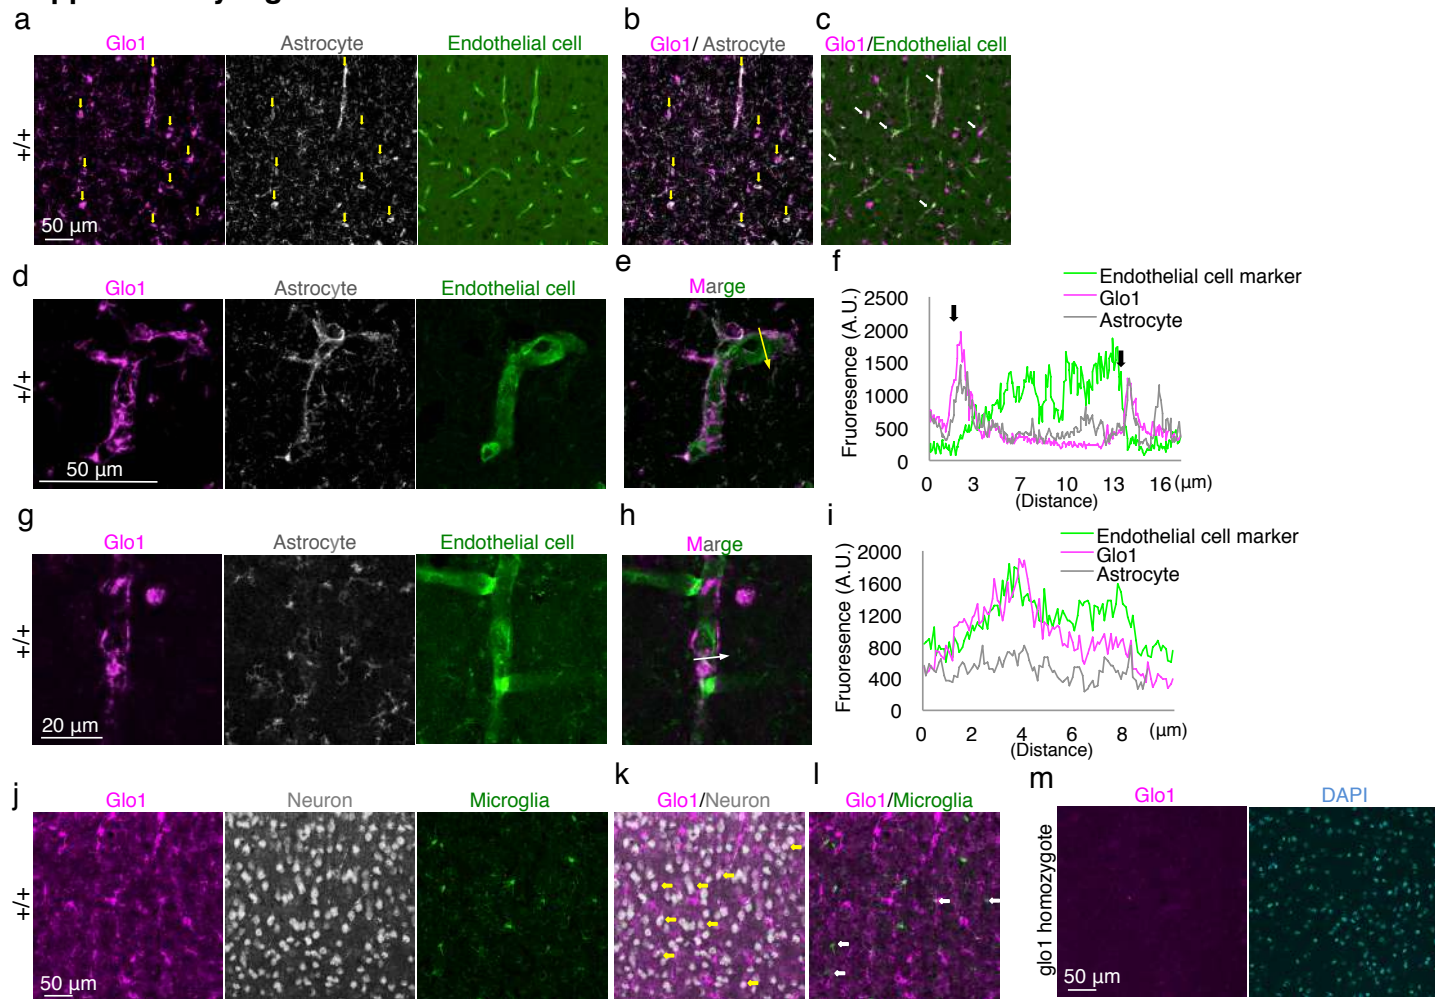 a
b
c
Glo1
Astrocyte
Endothelial cell
Glo1/ Astrocyte
Glo1/Endothelial cell
+/+
50 µm
d
e
f
Glo1
Astrocyte
Endothelial cell
Marge
+/+
50 µm
Endothelial cell marker
Glo1
Astrocyte
Fruoresence (A.U.)
2500
2000
1500
1000
500
0
0 3 7 10 13 16 (µm)
(Distance)
g
h
i
Glo1
Astrocyte
Endothelial cell
Marge
+/+
20 µm
Endothelial cell marker
Glo1
Astrocyte
Fruoresence (A.U.)
2000
1600
1200
800
400
0
0 2 4 6 8 (µm)
(Distance)
j
k
l
m
Glo1
Neuron
Microglia
Glo1/Neuron
Glo1/Microglia
Glo1
DAPI
+/+
50 µm
glo1 homozygote
50 µm